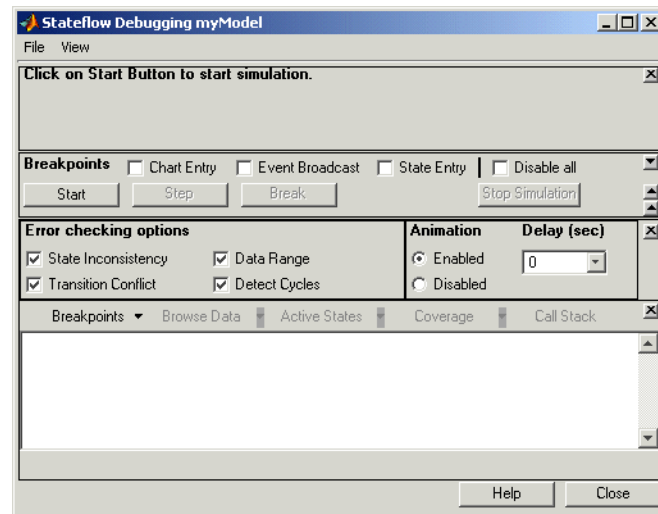 Stateflow Debugging myModel
File View
Click on Start Button to start simulation.
Breakpoints Chart Entry Event Broadcast State Entry Disable all
Start Step Break Stop Simulation
Error checking options Animation Delay (sec)
State Inconsistency Data Range Enabled 0
Transition Conflict Detect Cycles Disabled
Breakpoints Browse Data Active States Coverage Call Stack
Help Close